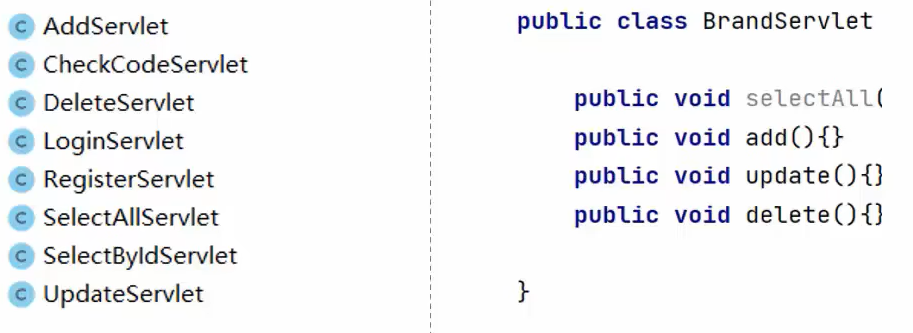 AddServlet
CheckCodeServlet
DeleteServlet
LoginServlet
RegisterServlet
SelectAllServlet
SelectByIdServlet
UpdateServlet
public class BrandServlet
public void selectAll(
public void add(){}
public void update(){}
public void delete(){}
}